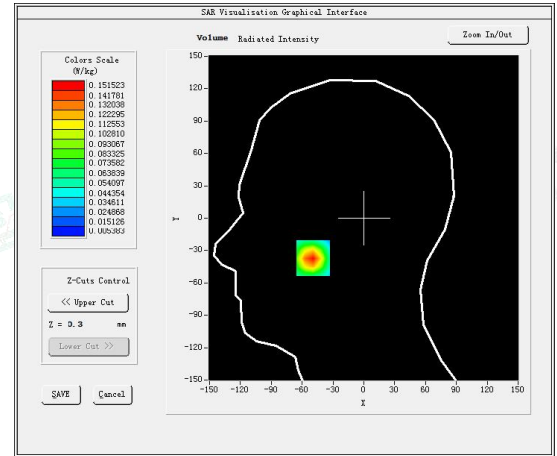 SAR Visualisation Graphical Interface
Volume Radiated Intensity
Zoom In/Out
Colors Scale
(W/kg)
0.151523
0.141781
0.132038
0.122295
0.112553
0.102810
0.093067
0.083325
0.073582
0.063839
0.054097
0.044354
0.034611
0.024868
0.015126
0.005383
Z-Cuts Control
<< Upper Cut
Z = 3.3 mm
Lower Cut >>
SAVE
Cancel
150
120
90
60
30
0
-30
-60
-90
-120
-150
Y
-150 -120 -90 -60 -30 0 30 60 90 120 150
X